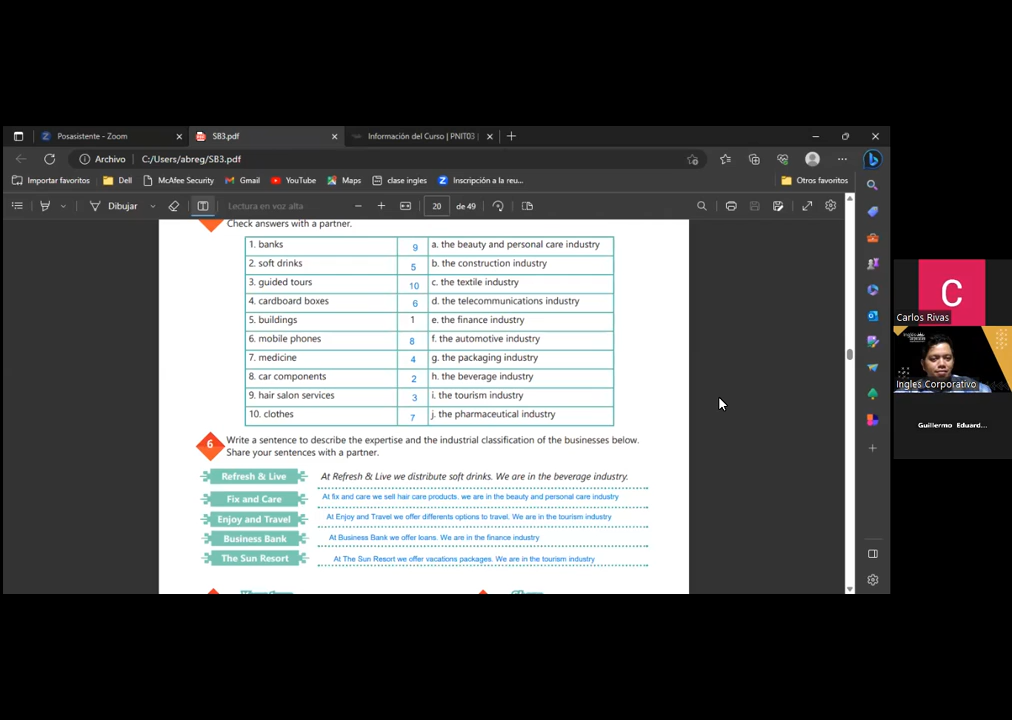 Posasistente - Zoom
SB3.pdf
Información del Curso | PNIT03
Archivo C:/Users/abreg/SB3.pdf
Importar favoritos Dell McAfee Security Gmail YouTube Maps clase ingles Inscripción a la reu... Otros favoritos
Dibujar Lectura en voz alta 20 de 49
Check answers with a partner.
1. banks 9 a. the beauty and personal care industry
2. soft drinks 5 b. the construction industry
3. guided tours 10 c. the textile industry
4. cardboard boxes 6 d. the telecommunications industry
5. buildings 1 e. the finance industry
6. mobile phones 8 f. the automotive industry
7. medicine 4 g. the packaging industry
8. car components 2 h. the beverage industry
9. hair salon services 3 i. the tourism industry
10. clothes 7 j. the pharmaceutical industry
6 Write a sentence to describe the expertise and the industrial classification of the businesses below.
Share your sentences with a partner.
Refresh & Live At Refresh & Live we distribute soft drinks. We are in the beverage industry.
Fix and Care At fix and care we sell hair care products. we are in the beauty and personal care industry
Enjoy and Travel At Enjoy and Travel we offer differents options to travel. We are in the tourism industry
Business Bank At Business Bank we offer loans. We are in the finance industry
The Sun Resort At The Sun Resort we offer vacations packages. We are in the tourism industry
C
Carlos Rivas
Ingles Corporativo
Guillermo Eduard...